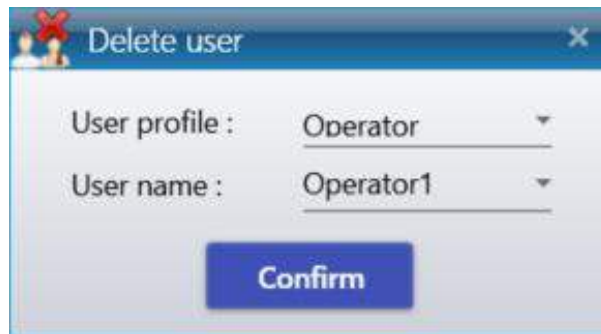 Delete user
User profile : Operator
User name : Operator1
Confirm